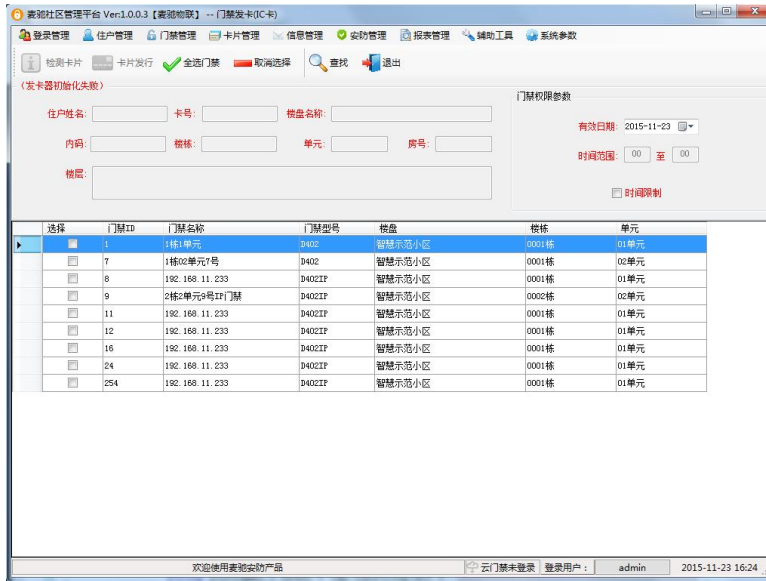 麦驰社区管理平台 Ver:1.0.0.3【麦驰物联】 -- 门禁发卡(IC卡)
登录管理 住户管理 门禁管理 卡片管理 信息管理 安防管理 报表管理 辅助工具 系统参数
检测卡片 卡片发行 全选门禁 取消选择 查找 退出
(发卡器初始化失败)
门禁权限参数
住户姓名: 卡号: 楼盘名称:
有效日期: 2015-11-23
内码: 楼栋: 单元: 房号:
时间范围: 00 至 00
楼层:
时间限制
选择 门禁ID 门禁名称 门禁型号 楼盘 楼栋 单元
1 1栋1单元 D402 智慧示范小区 0001栋 01单元
7 1栋02单元7号 D402 智慧示范小区 0001栋 02单元
8 192.168.11.233 D402IP 智慧示范小区 0001栋 01单元
9 2栋2单元9号IP门禁 D402IP 智慧示范小区 0002栋 02单元
11 192.168.11.233 D402IP 智慧示范小区 0001栋 01单元
12 192.168.11.233 D402IP 智慧示范小区 0001栋 01单元
16 192.168.11.233 D402IP 智慧示范小区 0001栋 01单元
24 192.168.11.233 D402IP 智慧示范小区 0001栋 01单元
254 192.168.11.233 D402IP 智慧示范小区 0001栋 01单元
欢迎使用麦驰安防产品 云门禁未登录 登录用户: admin 2015-11-23 16:24